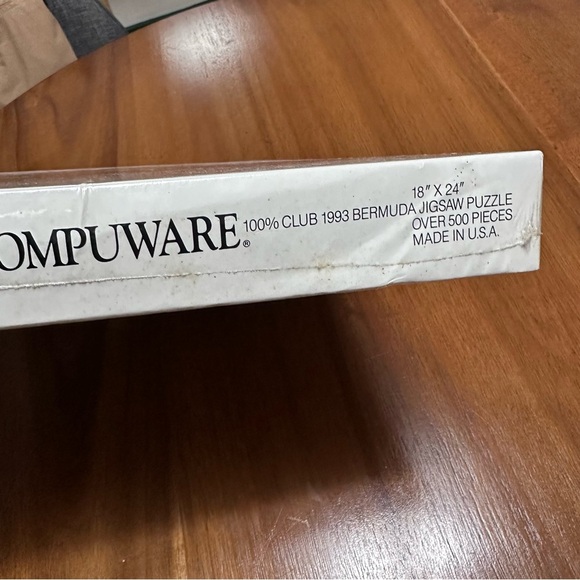 OMPUWARE® 100% CLUB 1993 BERMUDA JIGSAW PUZZLE
18" X 24"
OVER 500 PIECES
MADE IN U.S.A.